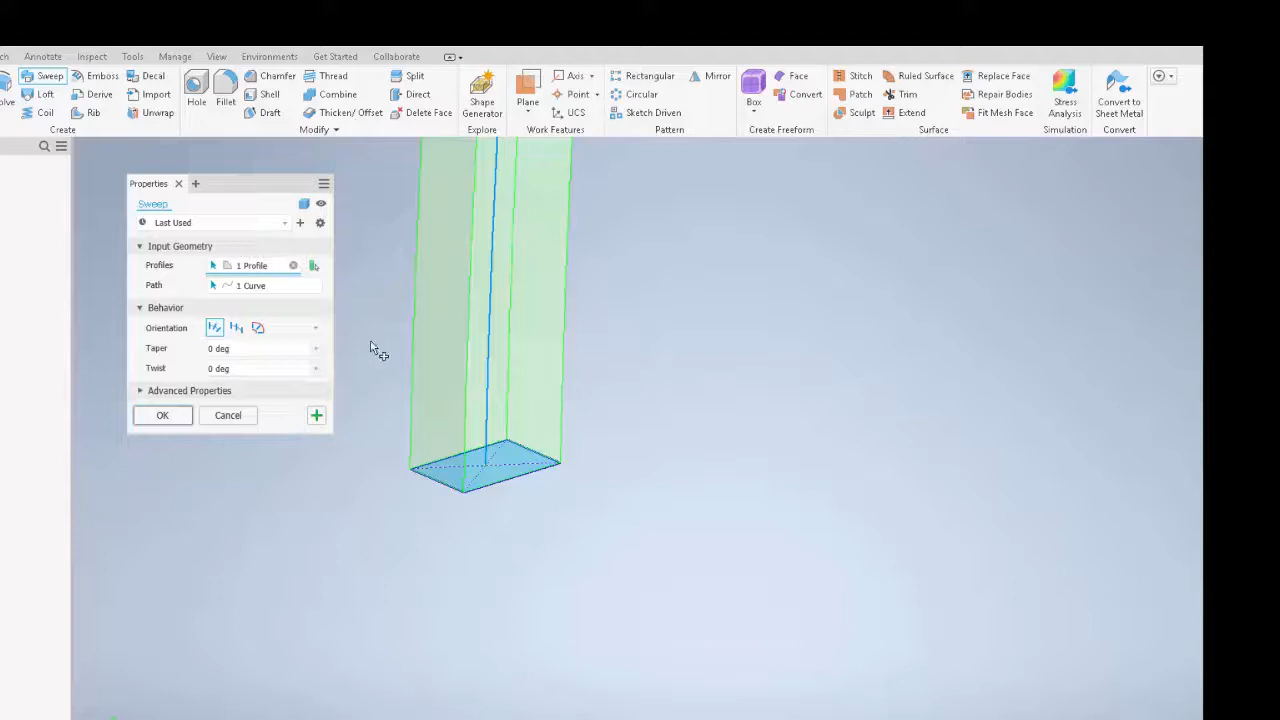 ch Annotate Inspect Tools Manage View Environments Get Started Collaborate
Sweep Emboss Decal Chamfer Thread Split Axis Rectangular Mirror Face Stitch Ruled Surface Replace Face
olve Loft Derive Import Hole Fillet Shell Combine Direct Shape Generator Plane Point Circular Box Convert Patch Trim Repair Bodies Stress Analysis Convert to Sheet Metal
Coil Rib Unwrap Draft Thicken/Offset Delete Face UCS Sketch Driven Sculpt Extend Fit Mesh Face
Create Modify Explore Work Features Pattern Create Freeform Surface Simulation Convert
Properties
Sweep
Last Used
Input Geometry
Profiles 1 Profile
Path 1 Curve
Behavior
Orientation
Taper 0 deg
Twist 0 deg
Advanced Properties
OK Cancel